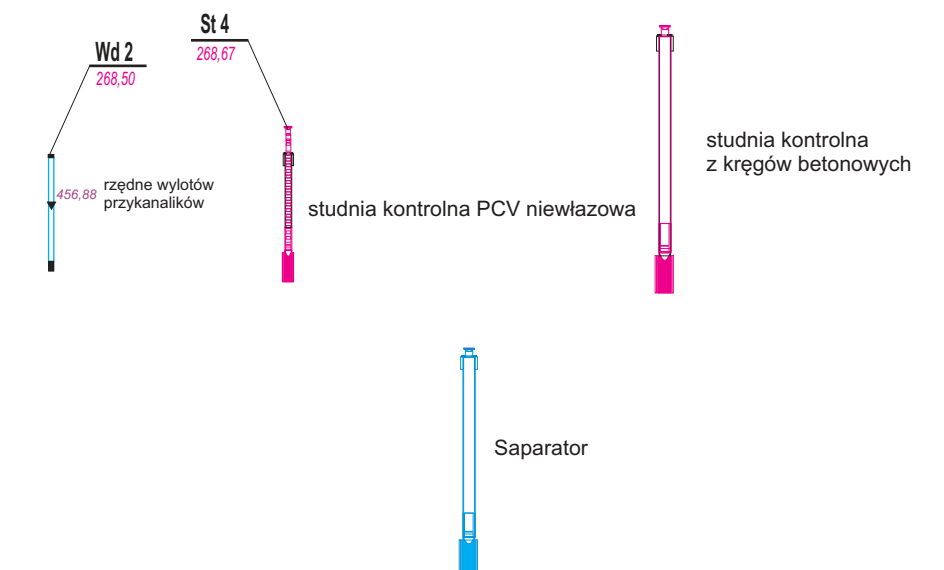 Wd 2
268,50
St 4
268,67
456,88
rzędne wylotów
przykanalików
studnia kontrolna PCV niewłazowa
studnia kontrolna
z kręgów betonowych
Saparator